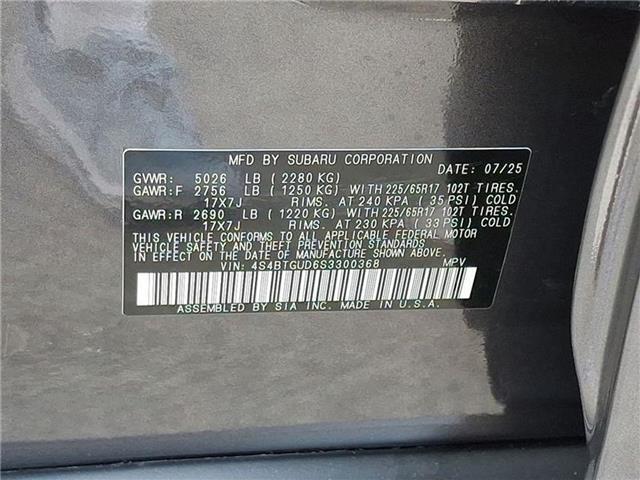 MFD BY SUBARU CORPORATION DATE: 07/25
GVWR: 5026 LB (2280 KG)
GAWR:F 2756 LB (1250 KG) WITH 225/65R17 102T TIRES.
17X7J RIMS. AT 240 KPA (35 PSI) COLD
GAWR:R 2690 LB (1220 KG) WITH 225/65R17 102T TIRES.
17X7J RIMS. AT 230 KPA (33 PSI) COLD
THIS VEHICLE CONFORMS TO ALL APPLICABLE FEDERAL MOTOR
VEHICLE SAFETY AND THEFT PREVENTION STANDARDS
IN EFFECT ON THE DATE OF MANUFACTURE SHOWN ABOVE.
VIN: 4S4BTGUD6S3300368 MPV
ASSEMBLED BY SIA INC. MADE IN U.S.A.